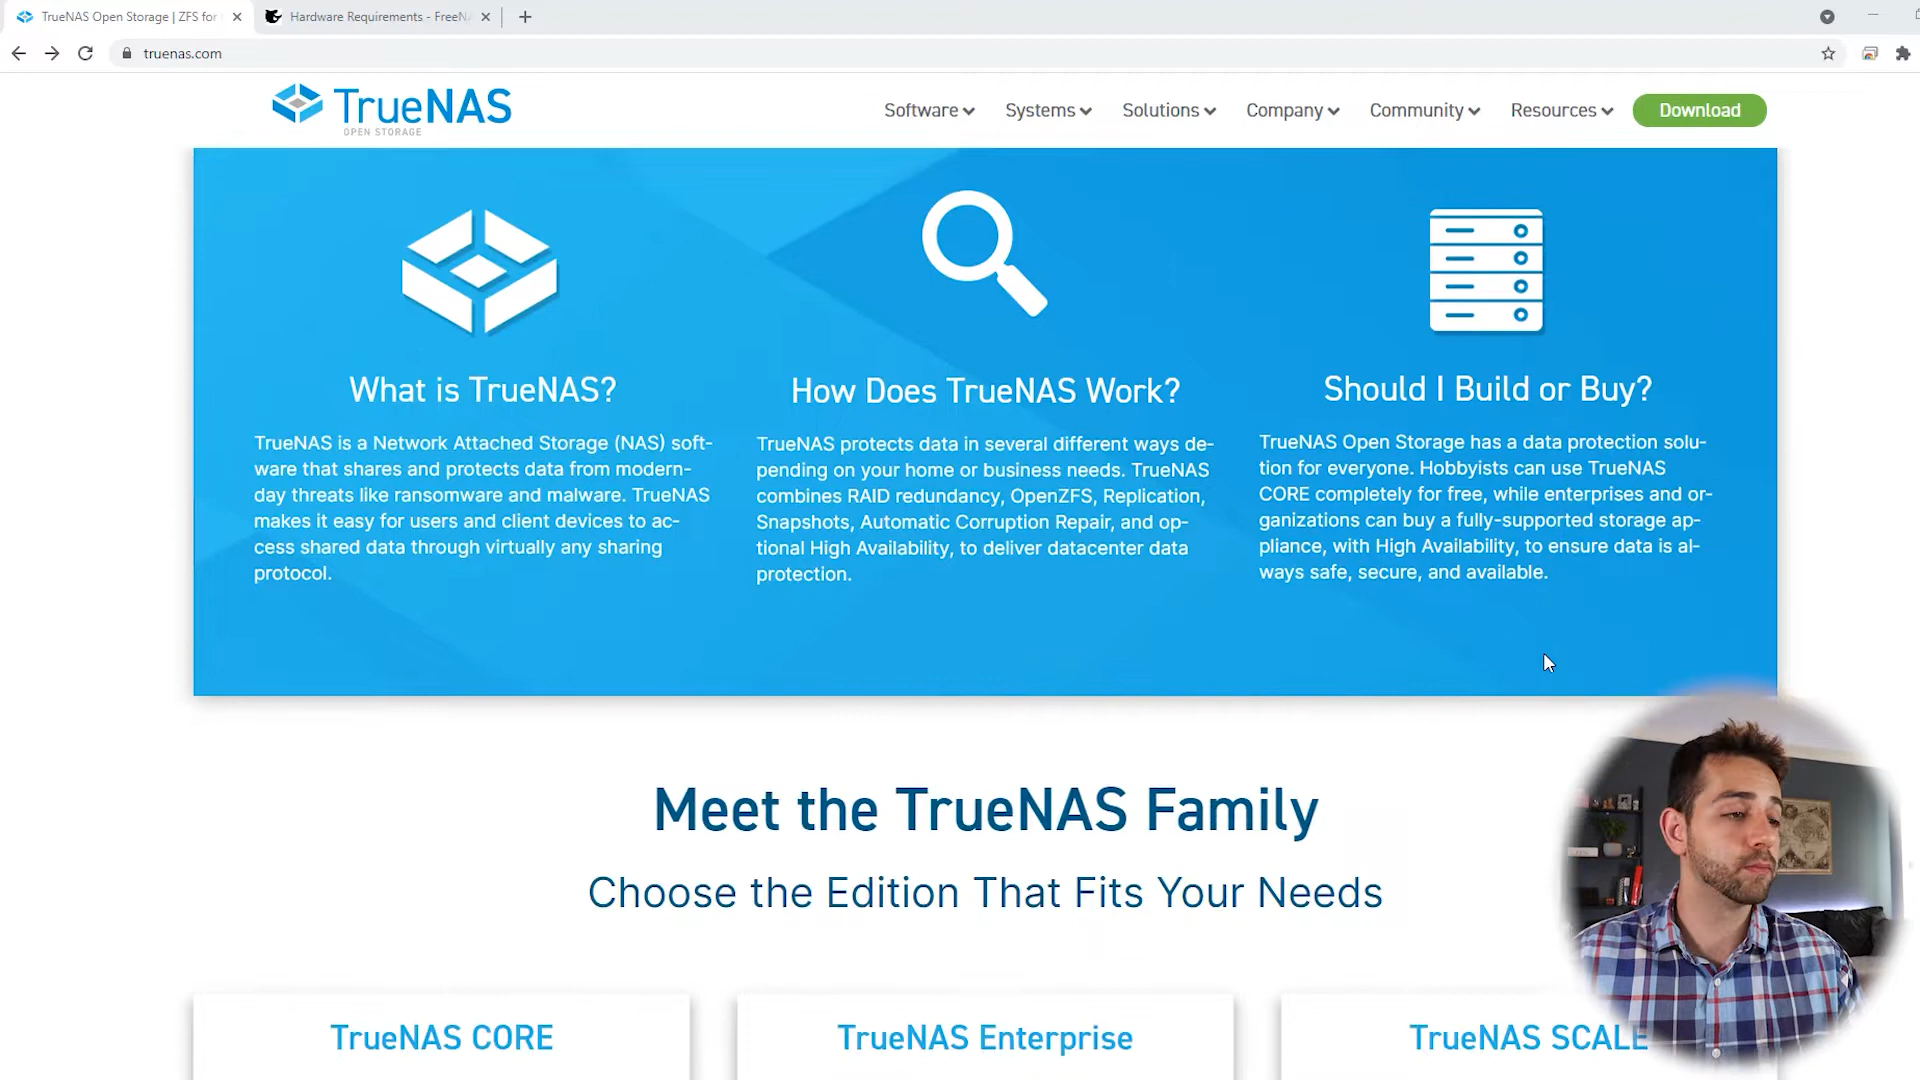 TrueNAS Open Storage | ZFS for
Hardware Requirements - FreeNA
truenas.com
TrueNAS
OPEN STORAGE
Software
Systems
Solutions
Company
Community
Resources
Download
What is TrueNAS?
TrueNAS is a Network Attached Storage (NAS) soft-
ware that shares and protects data from modern-
day threats like ransomware and malware. TrueNAS
makes it easy for users and client devices to ac-
cess shared data through virtually any sharing
protocol.
How Does TrueNAS Work?
TrueNAS protects data in several different ways de-
pending on your home or business needs. TrueNAS
combines RAID redundancy, OpenZFS, Replication,
Snapshots, Automatic Corruption Repair, and op-
tional High Availability, to deliver datacenter data
protection.
Should I Build or Buy?
TrueNAS Open Storage has a data protection solu-
tion for everyone. Hobbyists can use TrueNAS
CORE completely for free, while enterprises and or-
ganizations can buy a fully-supported storage ap-
pliance, with High Availability, to ensure data is al-
ways safe, secure, and available.
Meet the TrueNAS Family
Choose the Edition That Fits Your Needs
TrueNAS CORE
TrueNAS Enterprise
TrueNAS SCALE